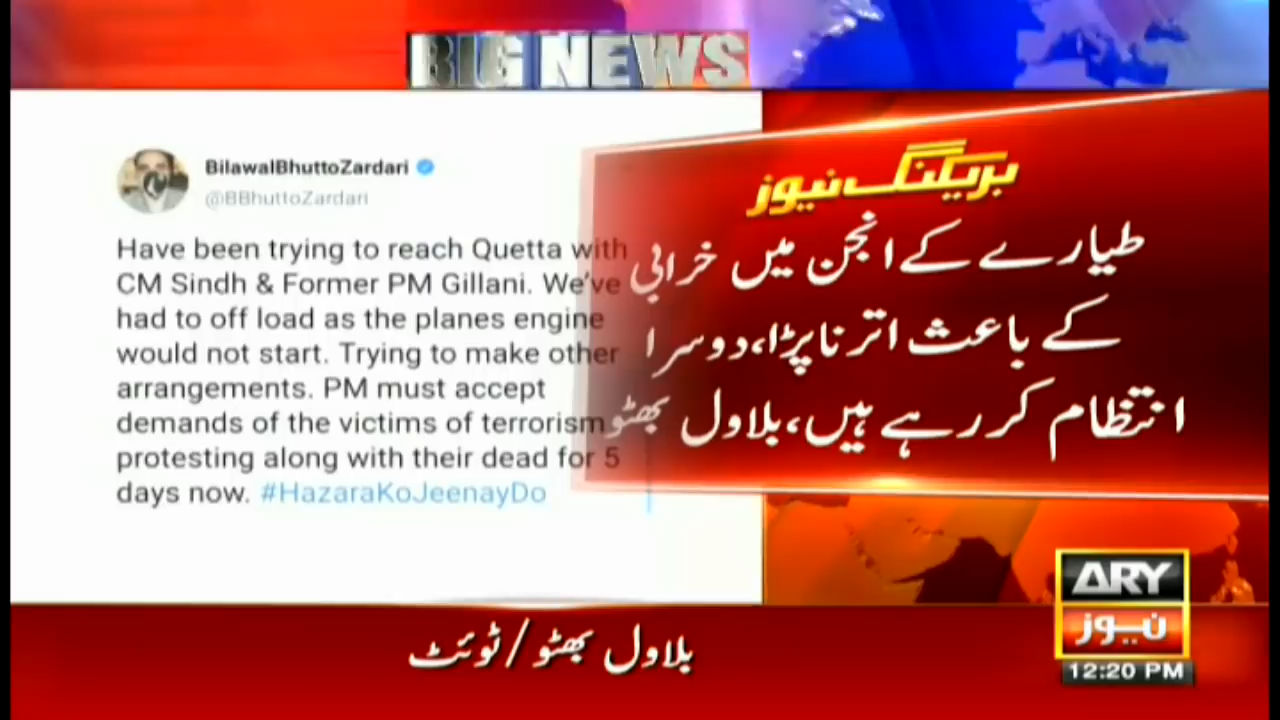 BIG NEWS
BilawalBhuttoZardari
@BBhuttoZardari
Have been trying to reach Quetta with
CM Sindh & Former PM Gillani. We've
had to off load as the planes engine
would not start. Trying to make other
arrangements. PM must accept
demands of the victims of terrorism
protesting along with their dead for 5
days now. #HazaraKoJeenayDo
بریکنگ نیوز
طیارے کے انجن میں خرابی
کے باعث اترنا پڑا، دوسرا
انتظام کر رہے ہیں، بلاول بھٹو
بلاول بھٹو/ٹوئٹ
ARY
نیوز
12:20 PM